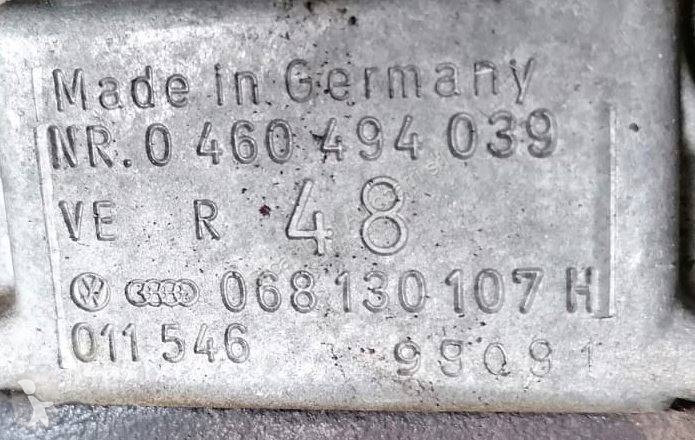 Made in Germany
NR. 0 460 494 039
VE R 48
068 130 107 H
011 546 99091